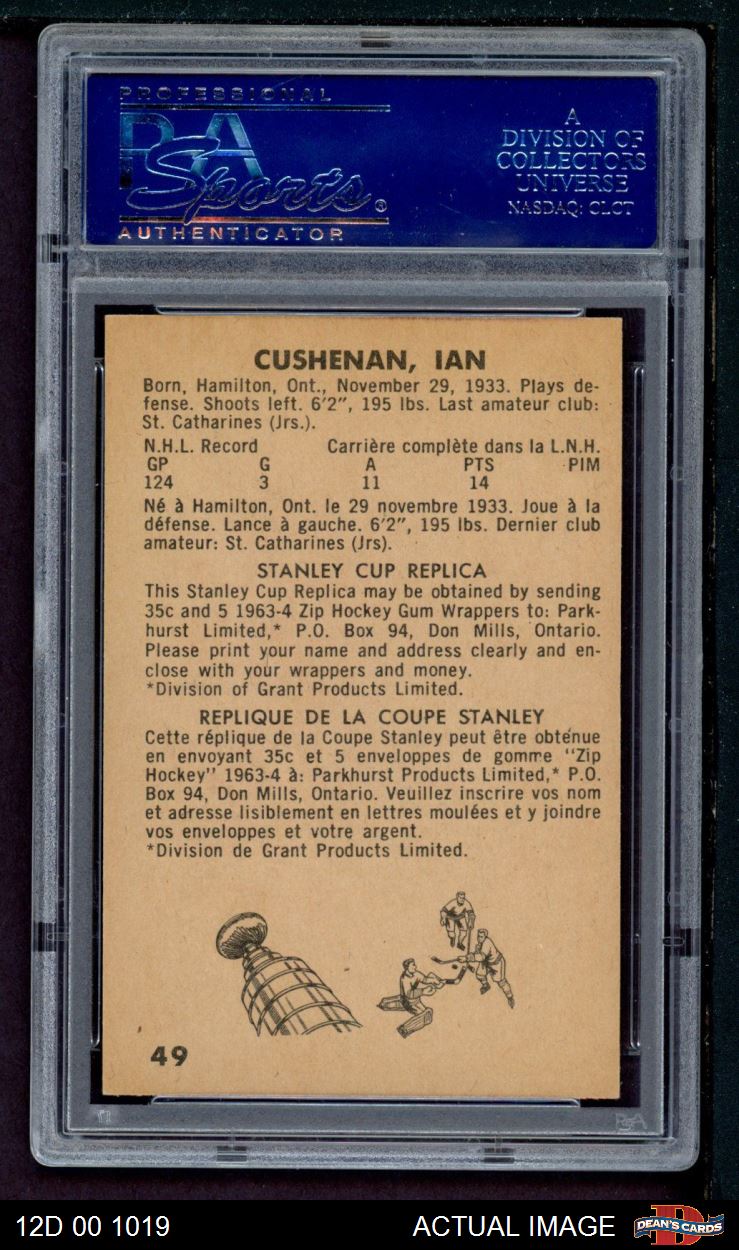 PROFESSIONAL
PSA
Sports®
AUTHENTICATOR
A
DIVISION OF
COLLECTORS
UNIVERSE
NASDAQ: CLCT
CUSHENAN, IAN
Born, Hamilton, Ont., November 29, 1933. Plays de-
fense. Shoots left. 6'2", 195 lbs. Last amateur club:
St. Catharines (Jrs.).
N.H.L. Record Carrière complète dans la L.N.H.
GP G A PTS PIM
124 3 11 14
Né à Hamilton, Ont. le 29 novembre 1933. Joue à la
défense. Lance à gauche. 6'2", 195 lbs. Dernier club
amateur: St. Catharines (Jrs).
STANLEY CUP REPLICA
This Stanley Cup Replica may be obtained by sending
35c and 5 1963-4 Zip Hockey Gum Wrappers to: Park-
hurst Limited,* P.O. Box 94, Don Mills, Ontario.
Please print your name and address clearly and en-
close with your wrappers and money.
*Division of Grant Products Limited.
REPLIQUE DE LA COUPE STANLEY
Cette réplique de la Coupe Stanley peut être obtenue
en envoyant 35c et 5 enveloppes de gomme "Zip
Hockey" 1963-4 à: Parkhurst Products Limited,* P.O.
Box 94, Don Mills, Ontario. Veuillez inscrire vos nom
et adresse lisiblement en lettres moulées et y joindre
vos enveloppes et votre argent.
*Division de Grant Products Limited.
49
PSA
12D 00 1019 ACTUAL IMAGE DEAN'S CARDS